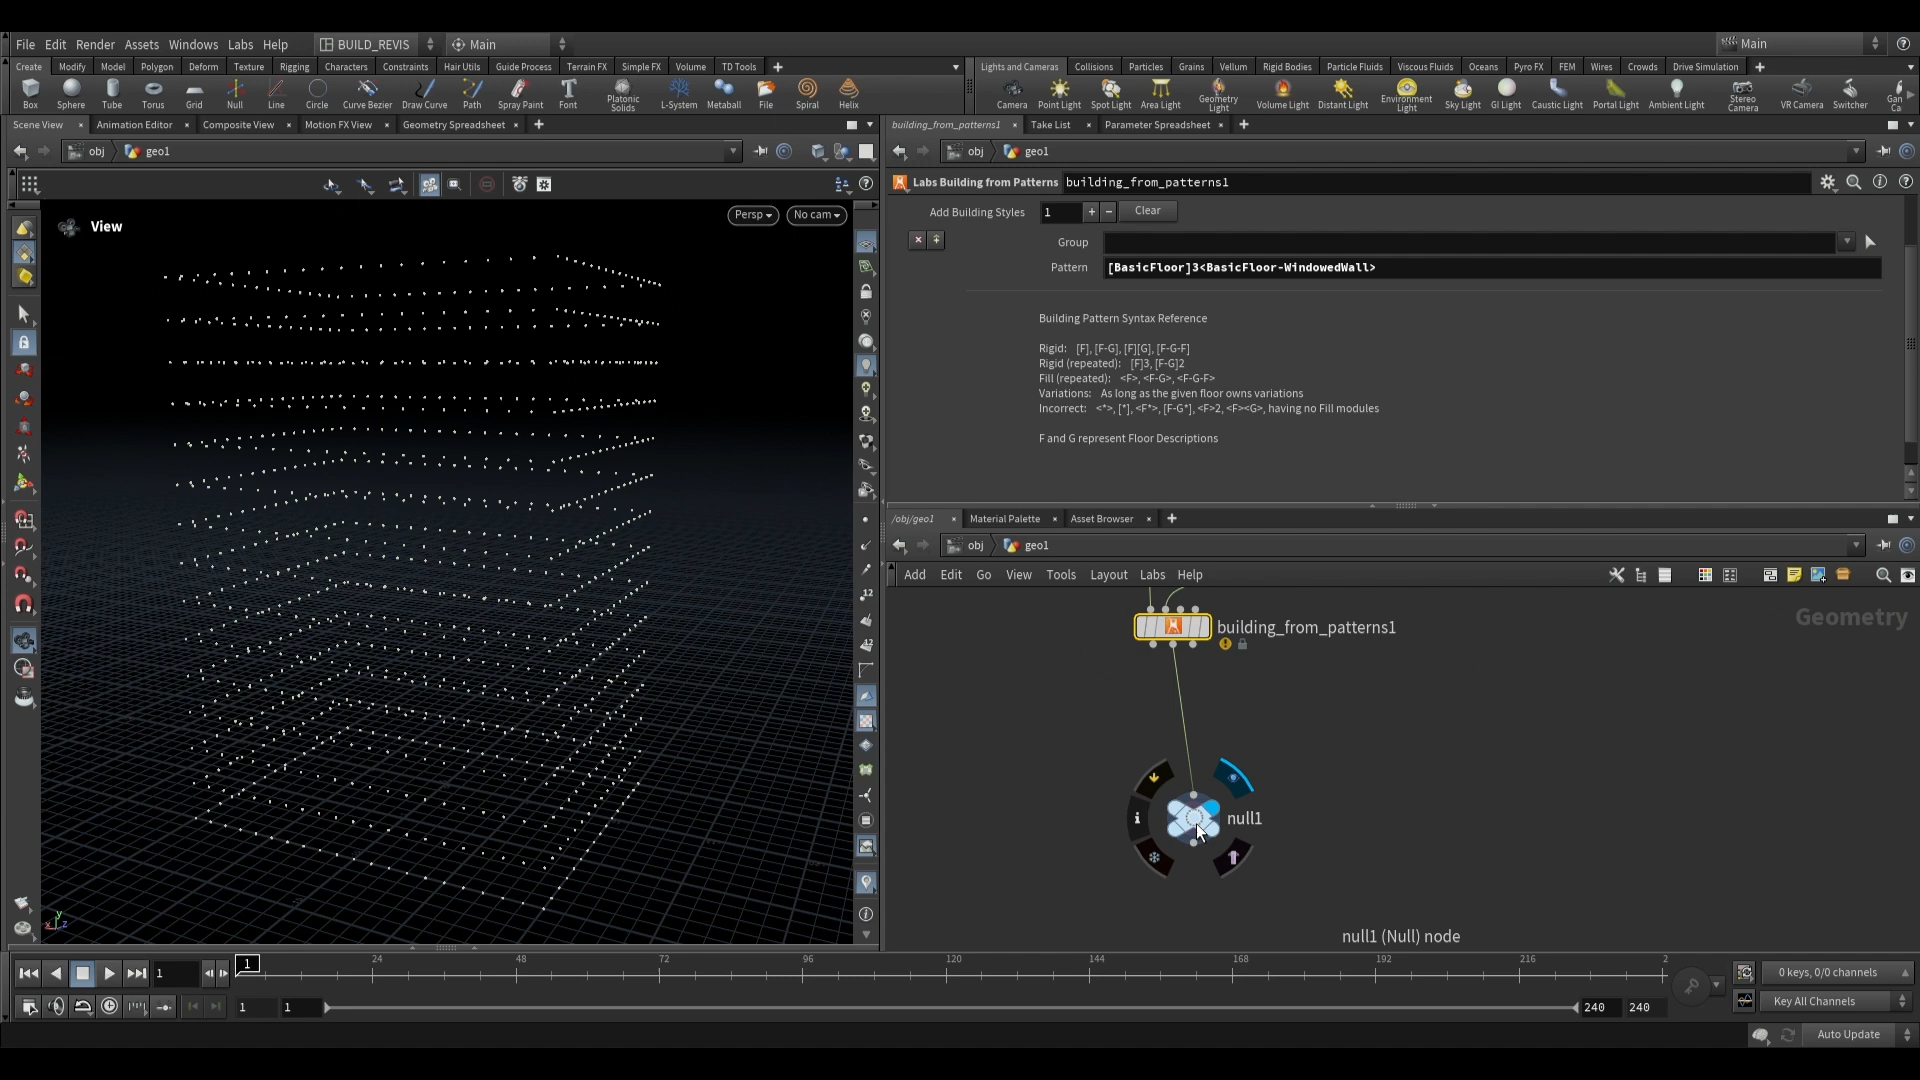 File Edit Render Assets Windows Labs Help BUILD_REVIS Main Main
Create Modify Model Polygon Deform Texture Rigging Characters Constraints Hair Utils Guide Process Terrain FX Simple FX Volume TD Tools
Lights and Cameras Collisions Particles Grains Vellum Rigid Bodies Particle Fluids Viscous Fluids Oceans Pyro FX FEM Wires Crowds Drive Simulation
Box Sphere Tube Torus Grid Null Line Circle Curve Bezier Draw Curve Path Spray Paint Font Platonic Solids L-System Metaball File Spiral Helix
Camera Point Light Spot Light Area Light Geometry Light Volume Light Distant Light Environment Light Sky Light GI Light Caustic Light Portal Light Ambient Light Stereo Camera VR Camera Switcher Gan Ca
Scene View Animation Editor Composite View Motion FX View Geometry Spreadsheet
building_from_patterns1 Take List Parameter Spreadsheet
obj geo1
obj geo1
Labs Building from Patterns building_from_patterns1
View
Persp No cam
Add Building Styles 1 + - Clear
Group
Pattern [BasicFloor]3<BasicFloor-WindowedWall>
Building Pattern Syntax Reference
Rigid: [F], [F-G], [F][G], [F-G-F]
Rigid (repeated): [F]3, [F-G]2
Fill (repeated): <F>, <F-G>, <F-G-F>
Variations: As long as the given floor owns variations
Incorrect: <*>, [*], <F*>, [F-G*], <F>2, <F><G>, having no Fill modules
F and G represent Floor Descriptions
/obj/geo1 Material Palette Asset Browser
obj geo1
Add Edit Go View Tools Layout Labs Help
Geometry
building_from_patterns1
null1
null1 (Null) node
12
12
y
x z
1 1 24 48 72 96 120 144 168 192 216 2
0 keys, 0/0 channels
1 1 240 240
Key All Channels
Auto Update